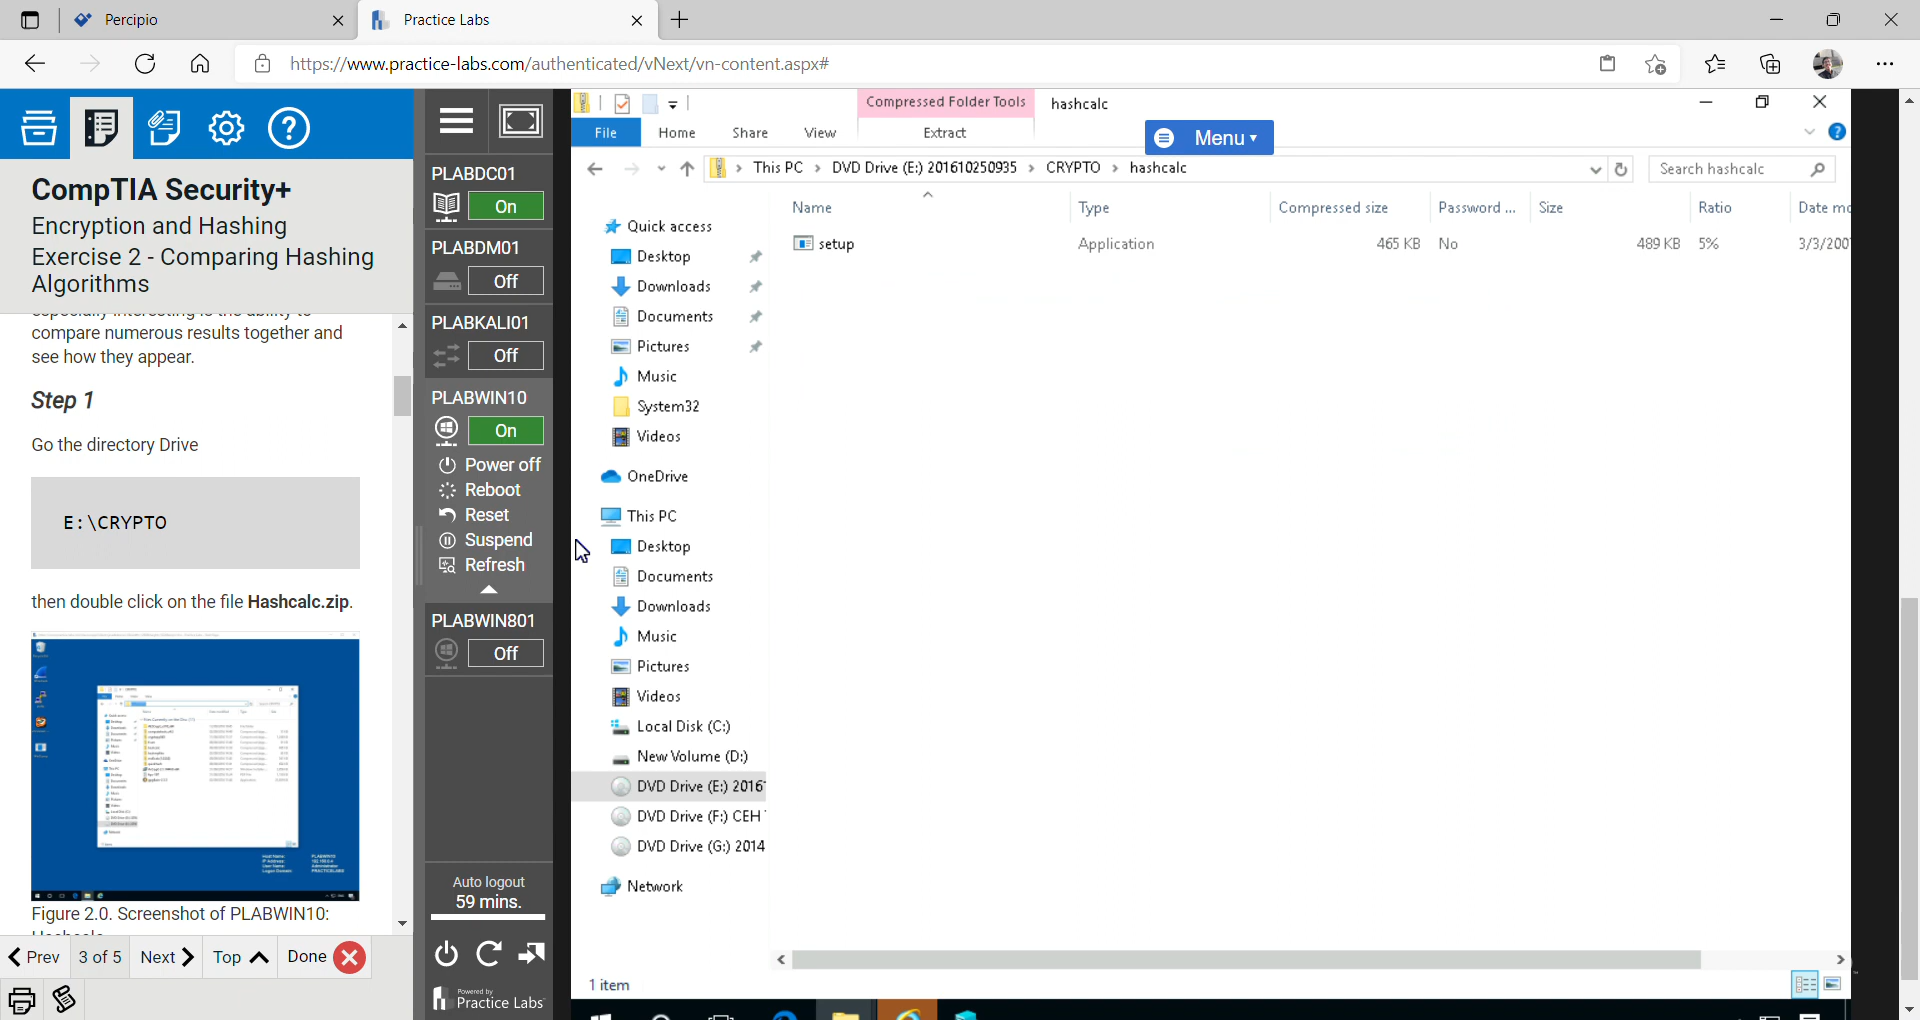 Percipio
Practice Labs
https://www.practice-labs.com/authenticated/vNext/vn-content.aspx#
CompTIA Security+
Encryption and Hashing
Exercise 2 - Comparing Hashing
Algorithms
compare numerous results together and
see how they appear.
Step 1
Go the directory Drive
E:\CRYPTO
then double click on the file Hashcalc.zip.
Figure 2.0. Screenshot of PLABWIN10:
Prev
3 of 5
Next
Top
Done
PLABDC01
On
PLABDM01
Off
PLABKALI01
Off
PLABWIN10
On
Power off
Reboot
Reset
Suspend
Refresh
PLABWIN801
Off
Auto logout
59 mins.
Powered by
Practice Labs
Compressed Folder Tools
hashcalc
File
Home
Share
View
Extract
Menu
This PC > DVD Drive (E:) 201610250935 > CRYPTO > hashcalc
Search hashcalc
Name
Type
Compressed size
Password ...
Size
Ratio
Date mo
setup
Application
465 KB
No
489 KB
5%
3/3/200
Quick access
Desktop
Downloads
Documents
Pictures
Music
System32
Videos
OneDrive
This PC
Desktop
Documents
Downloads
Music
Pictures
Videos
Local Disk (C:)
New Volume (D:)
DVD Drive (E:) 2016
DVD Drive (F:) CEH
DVD Drive (G:) 2014
Network
1 item